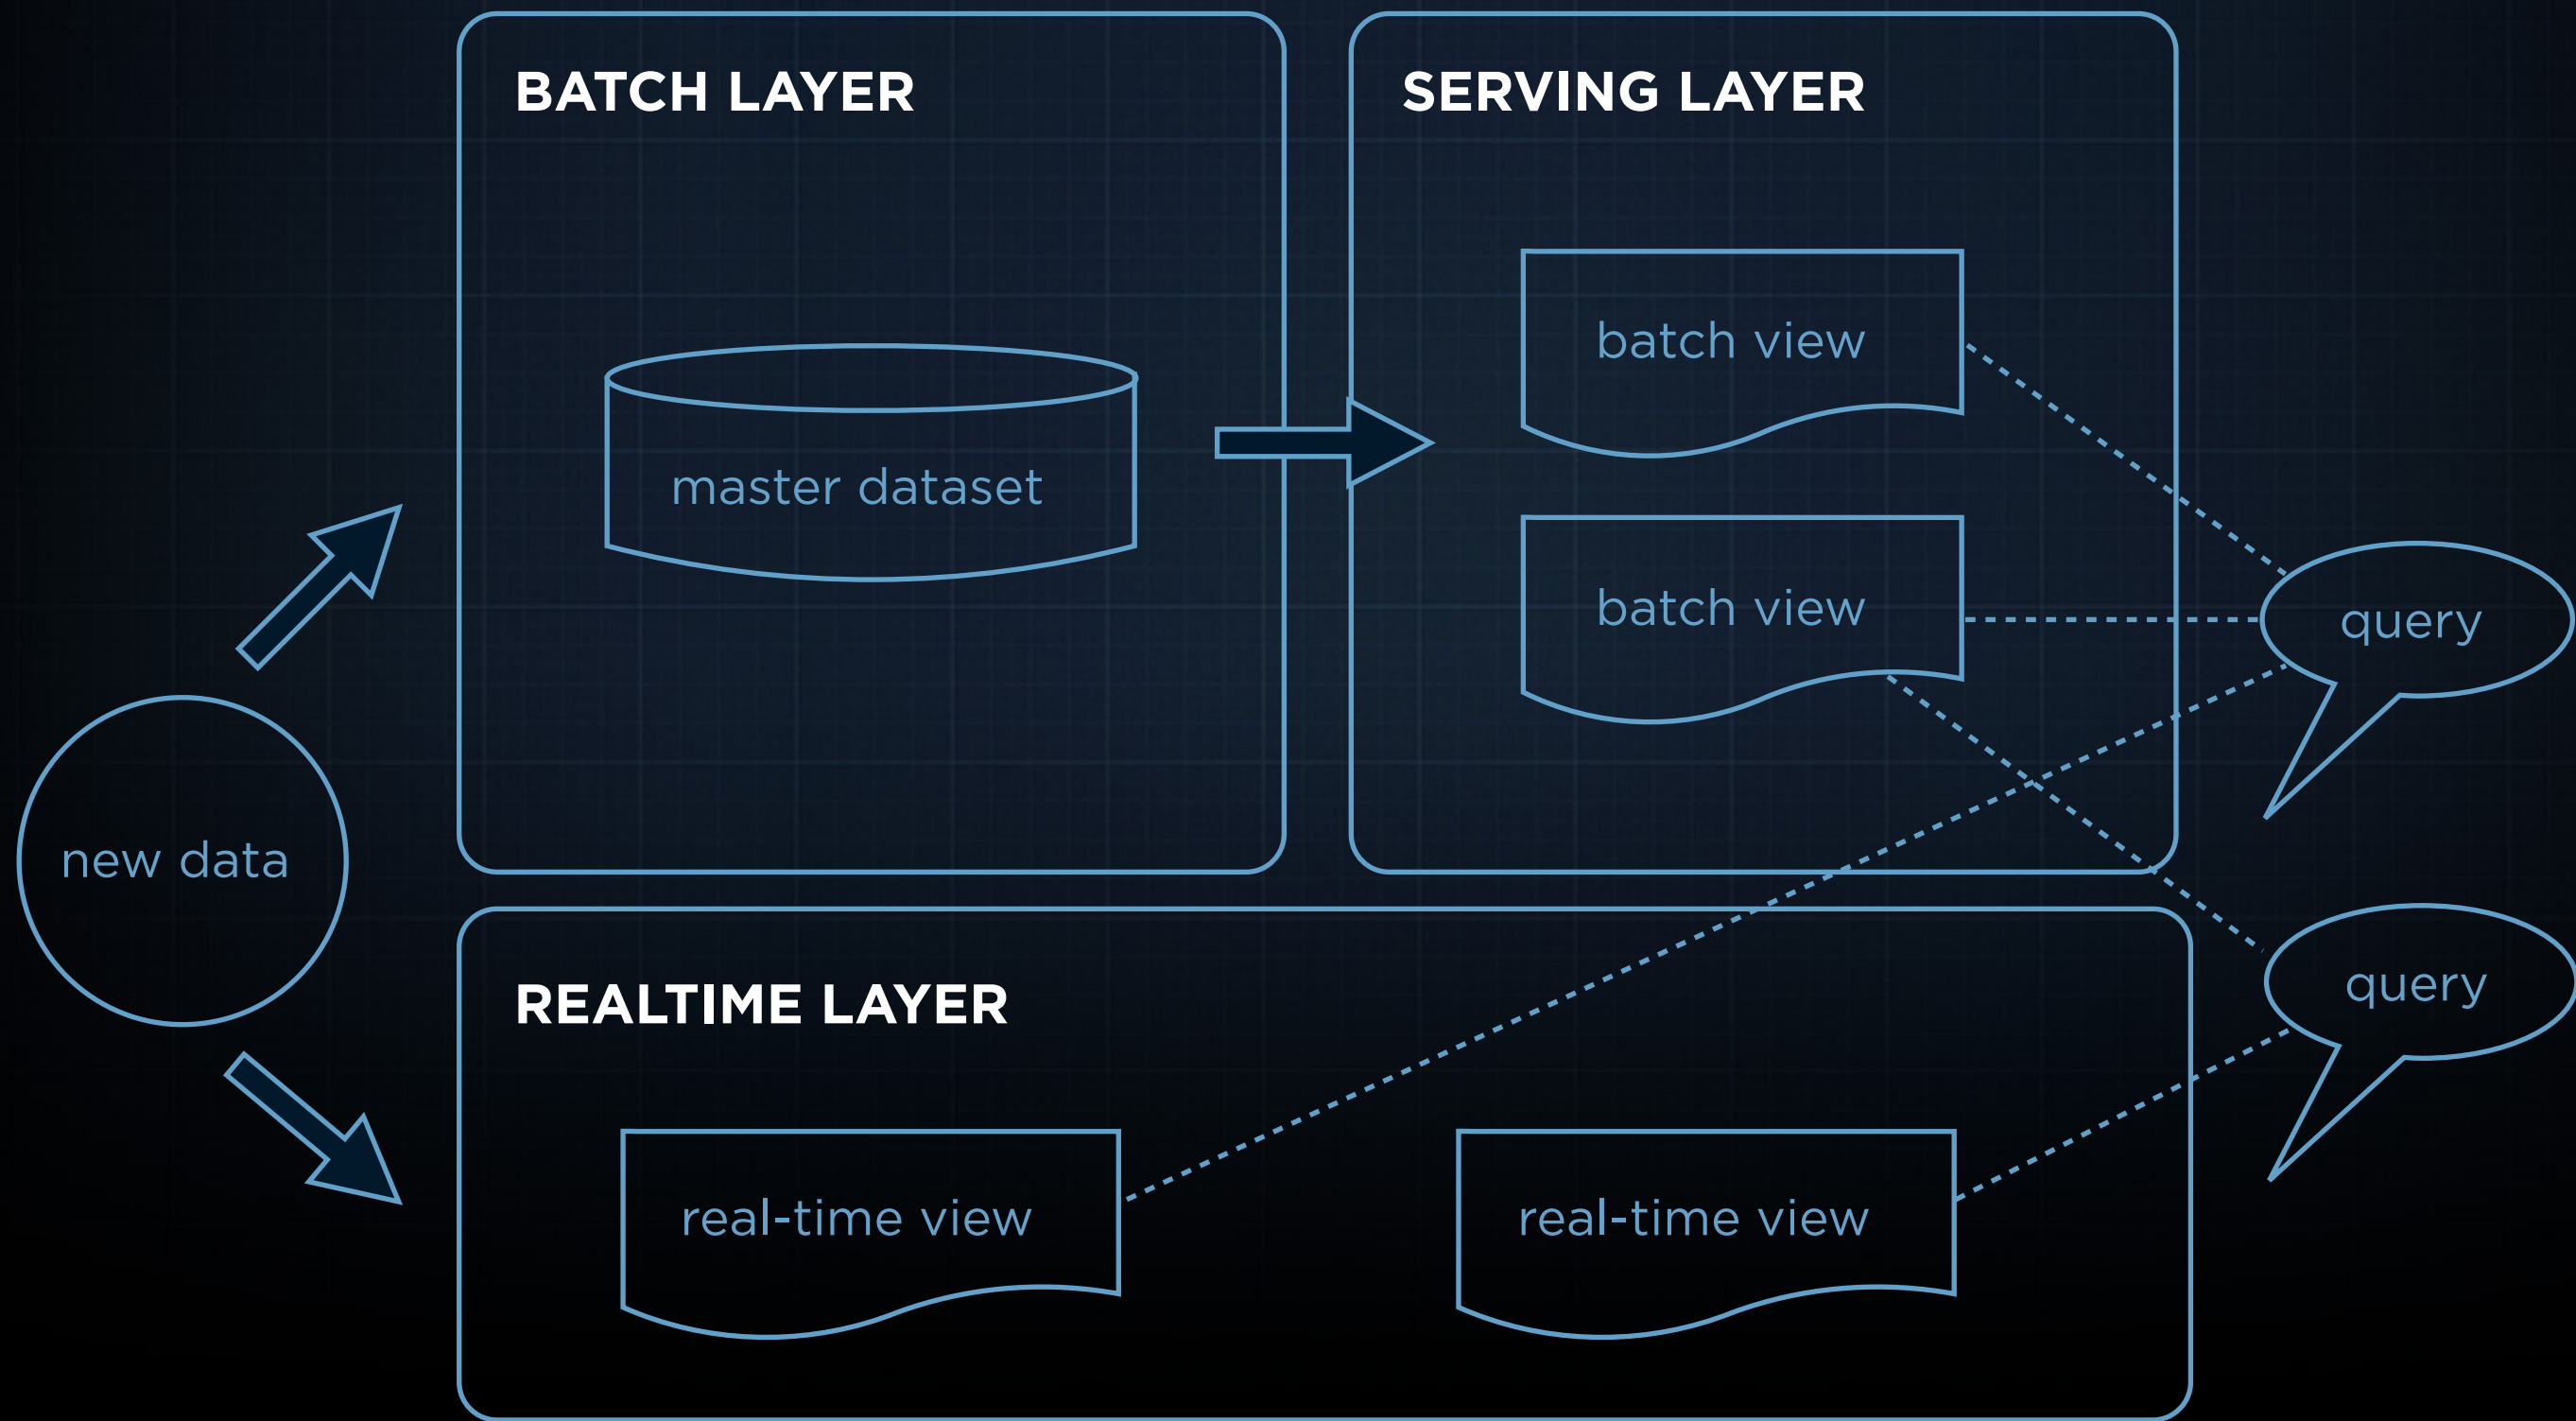 BATCH LAYER
master dataset
SERVING LAYER
batch view
batch view
query
new data
REALTIME LAYER
real-time view
real-time view
query